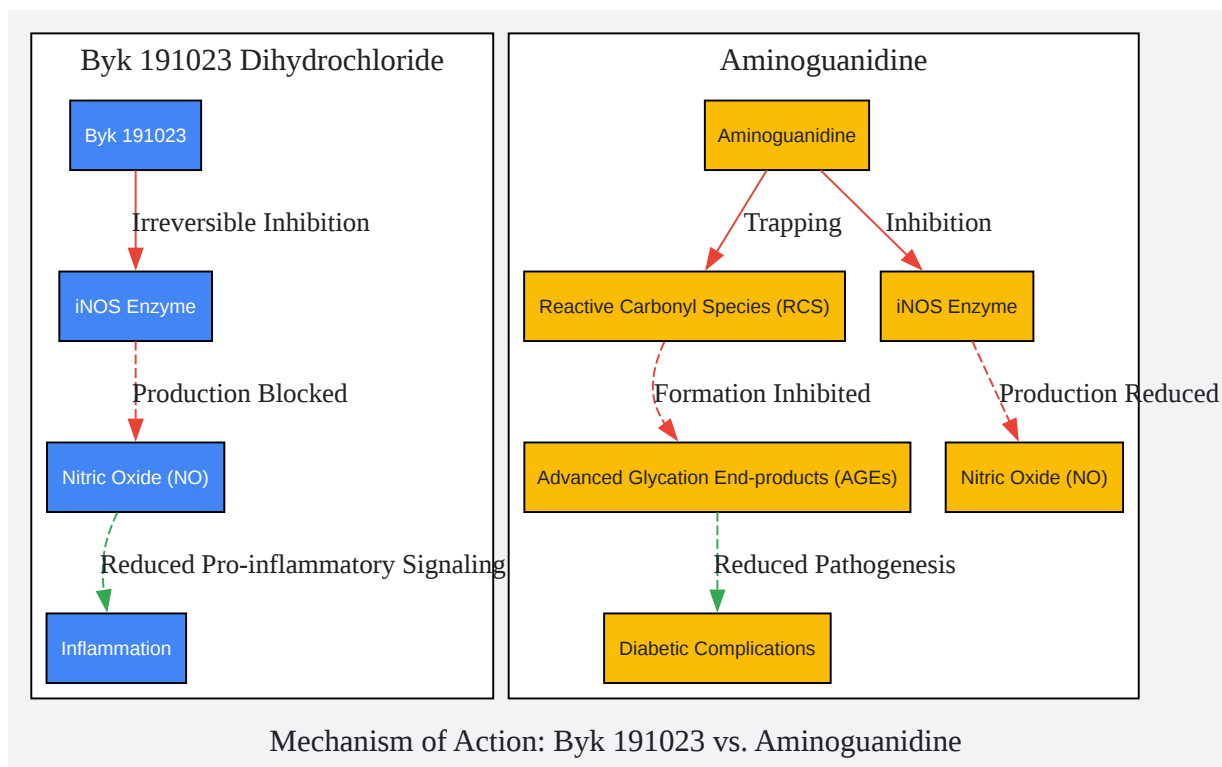 Byk 191023 Dihydrochloride
Byk 191023
Irreversible Inhibition
iNOS Enzyme
Production Blocked
Nitric Oxide (NO)
Reduced Pro-inflammatory Signaling
Inflammation
Aminoguanidine
Aminoguanidine
Trapping
Inhibition
Reactive Carbonyl Species (RCS)
iNOS Enzyme
Formation Inhibited
Production Reduced
Advanced Glycation End-products (AGEs)
Nitric Oxide (NO)
Reduced Pathogenesis
Diabetic Complications
Mechanism of Action: Byk 191023 vs. Aminoguanidine